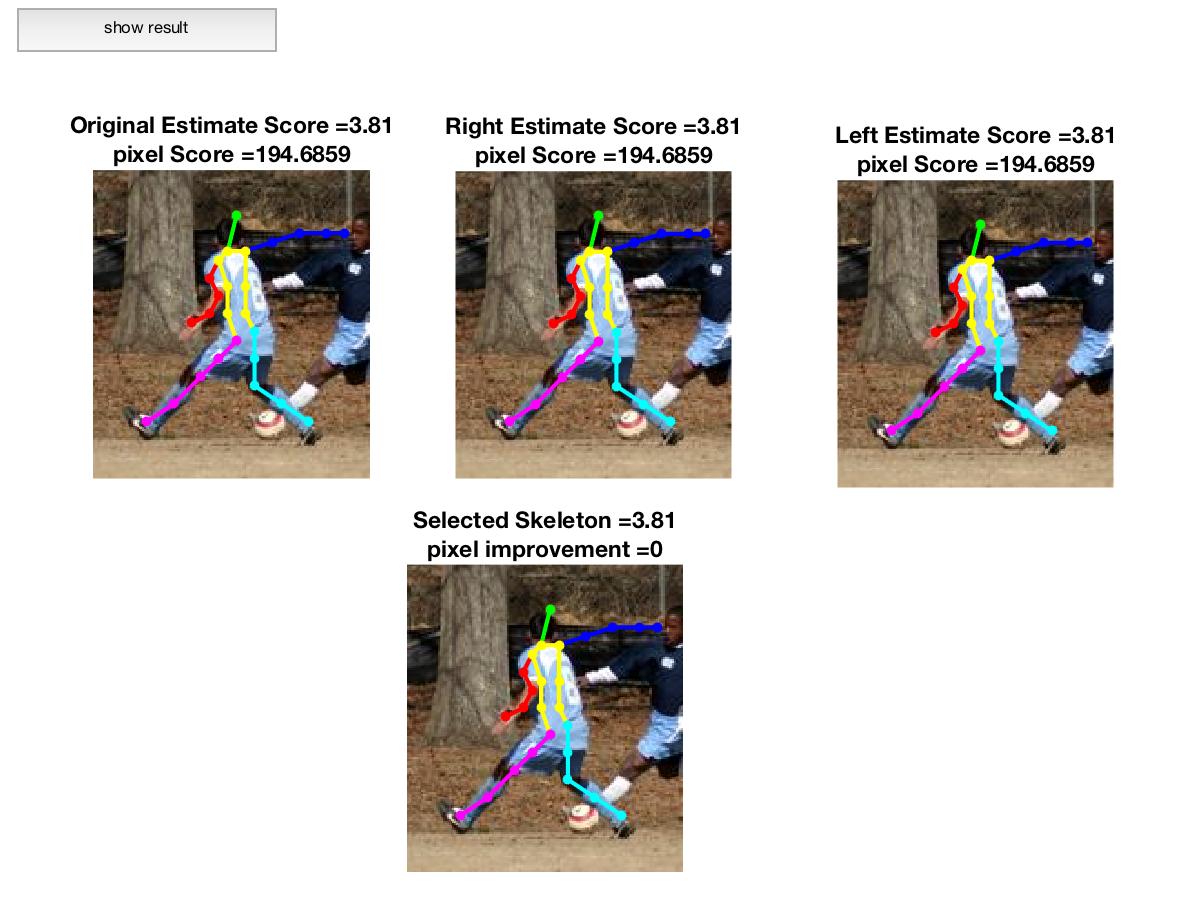 show result
Original Estimate Score =3.81
pixel Score =194.6859
Right Estimate Score =3.81
pixel Score =194.6859
Left Estimate Score =3.81
pixel Score =194.6859
Selected Skeleton =3.81
pixel improvement =0